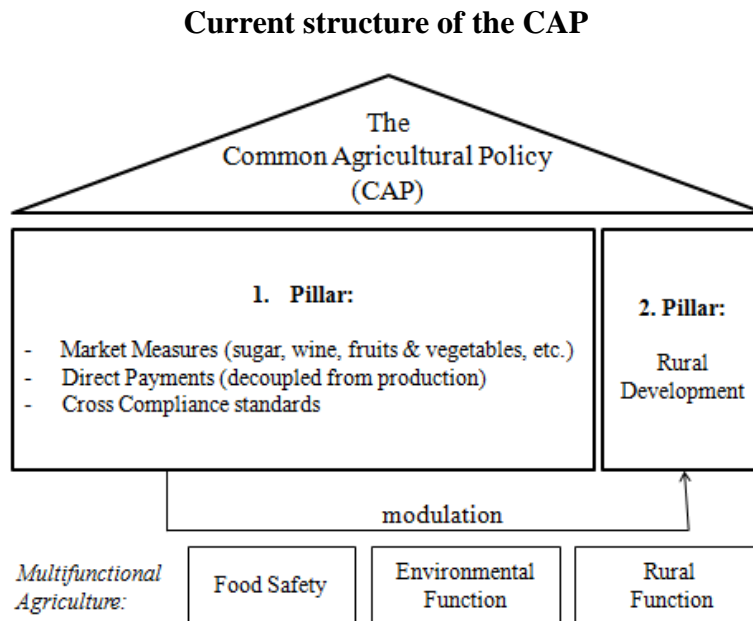 Current structure of the CAP
The
Common Agricultural Policy
(CAP)
1. Pillar:
- Market Measures (sugar, wine, fruits & vegetables, etc.)
- Direct Payments (decoupled from production)
- Cross Compliance standards
2. Pillar:
Rural
Development
modulation
Multifunctional
Agriculture:
Food Safety
Environmental
Function
Rural
Function